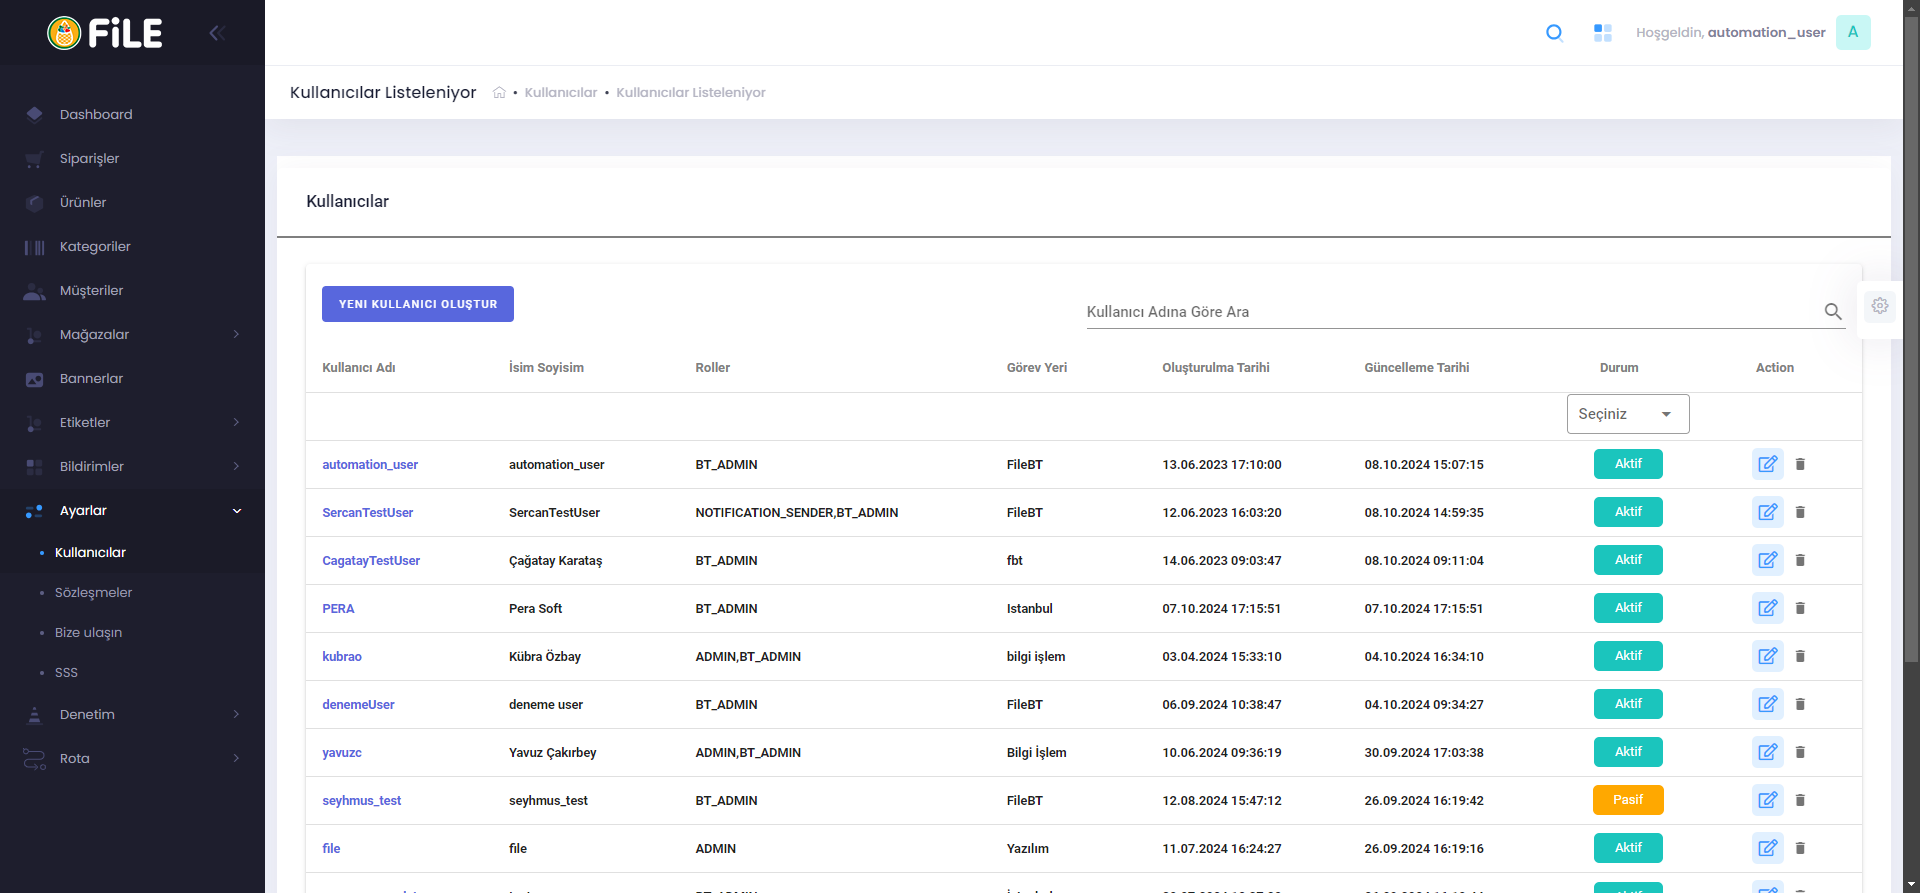 FiLE
Hoşgeldin, automation_user A
Kullanıcılar Listeleniyor • Kullanıcılar • Kullanıcılar Listeleniyor
Dashboard
Siparişler
Ürünler
Kategoriler
Müşteriler
Mağazalar
Bannerlar
Etiketler
Bildirimler
Ayarlar
• Kullanıcılar
• Sözleşmeler
• Bize ulaşın
• SSS
Denetim
Rota
Kullanıcılar
YENI KULLANICI OLUŞTUR
Kullanıcı Adına Göre Ara
Kullanıcı Adı İsim Soyisim Roller Görev Yeri Oluşturulma Tarihi Güncelleme Tarihi Durum Action
Seçiniz
automation_user automation_user BT_ADMIN FileBT 13.06.2023 17:10:00 08.10.2024 15:07:15 Aktif
SercanTestUser SercanTestUser NOTIFICATION_SENDER,BT_ADMIN FileBT 12.06.2023 16:03:20 08.10.2024 14:59:35 Aktif
CagatayTestUser Çağatay Karataş BT_ADMIN fbt 14.06.2023 09:03:47 08.10.2024 09:11:04 Aktif
PERA Pera Soft BT_ADMIN Istanbul 07.10.2024 17:15:51 07.10.2024 17:15:51 Aktif
kubrao Kübra Özbay ADMIN,BT_ADMIN bilgi işlem 03.04.2024 15:33:10 04.10.2024 16:34:10 Aktif
denemeUser deneme user BT_ADMIN FileBT 06.09.2024 10:38:47 04.10.2024 09:34:27 Aktif
yavuzc Yavuz Çakırbey ADMIN,BT_ADMIN Bilgi İşlem 10.06.2024 09:36:19 30.09.2024 17:03:38 Aktif
seyhmus_test seyhmus_test BT_ADMIN FileBT 12.08.2024 15:47:12 26.09.2024 16:19:42 Pasif
file file ADMIN Yazılım 11.07.2024 16:24:27 26.09.2024 16:19:16 Aktif